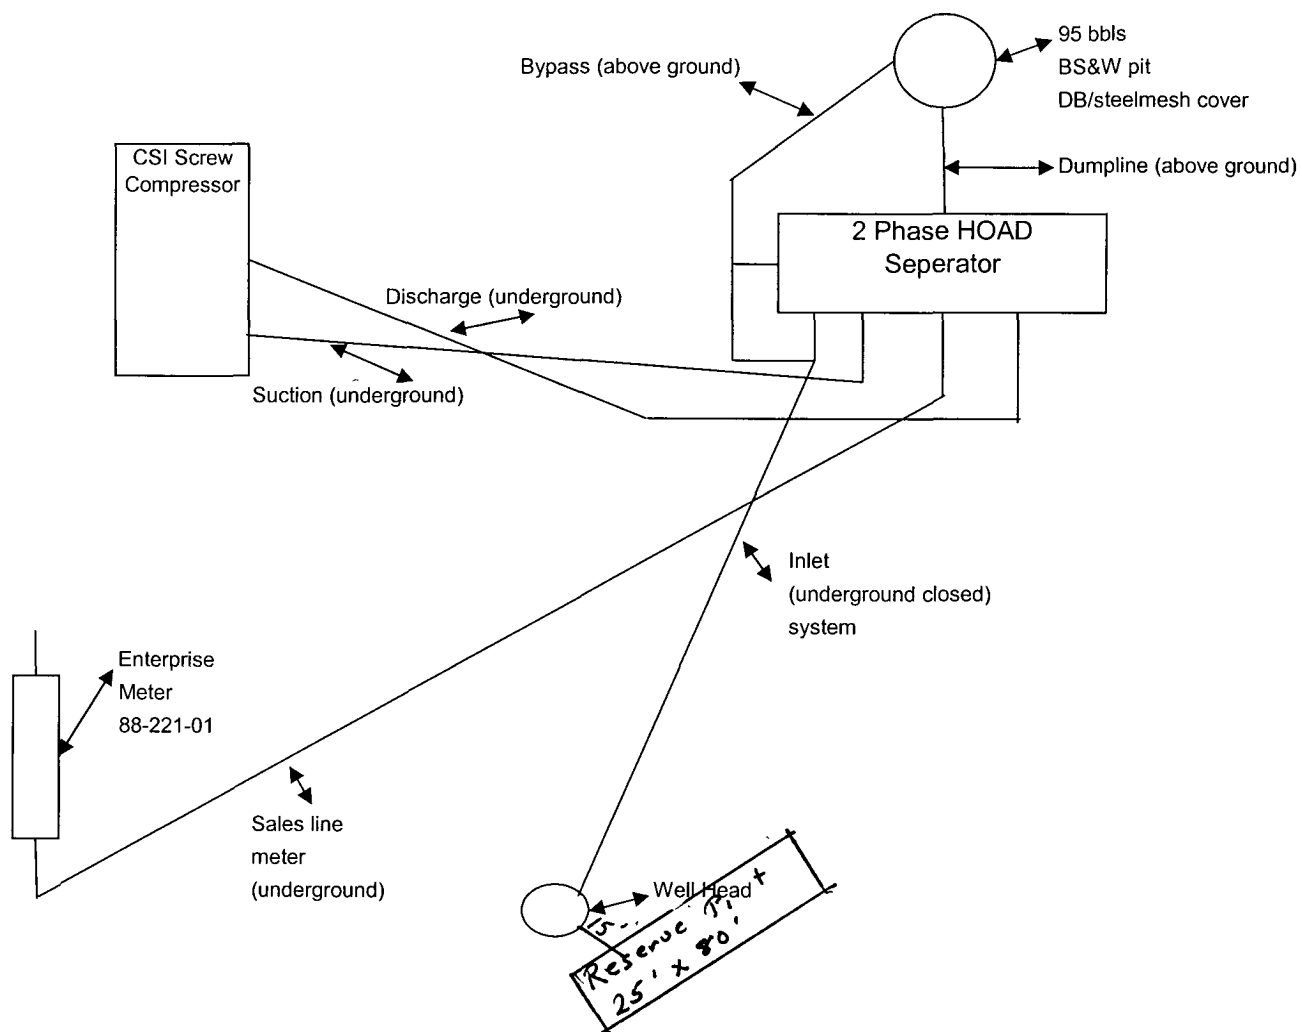 95 bbls
BS&W pit
DB/steelmesh cover
Bypass (above ground)
CSI Screw
Compressor
Dumpline (above ground)
2 Phase HOAD
Seperator
Discharge (underground)
Suction (underground)
Inlet
(underground closed)
system
Enterprise
Meter
88-221-01
Sales line
meter
(underground)
Well Head
15
Reserve Pit
25' x 80'